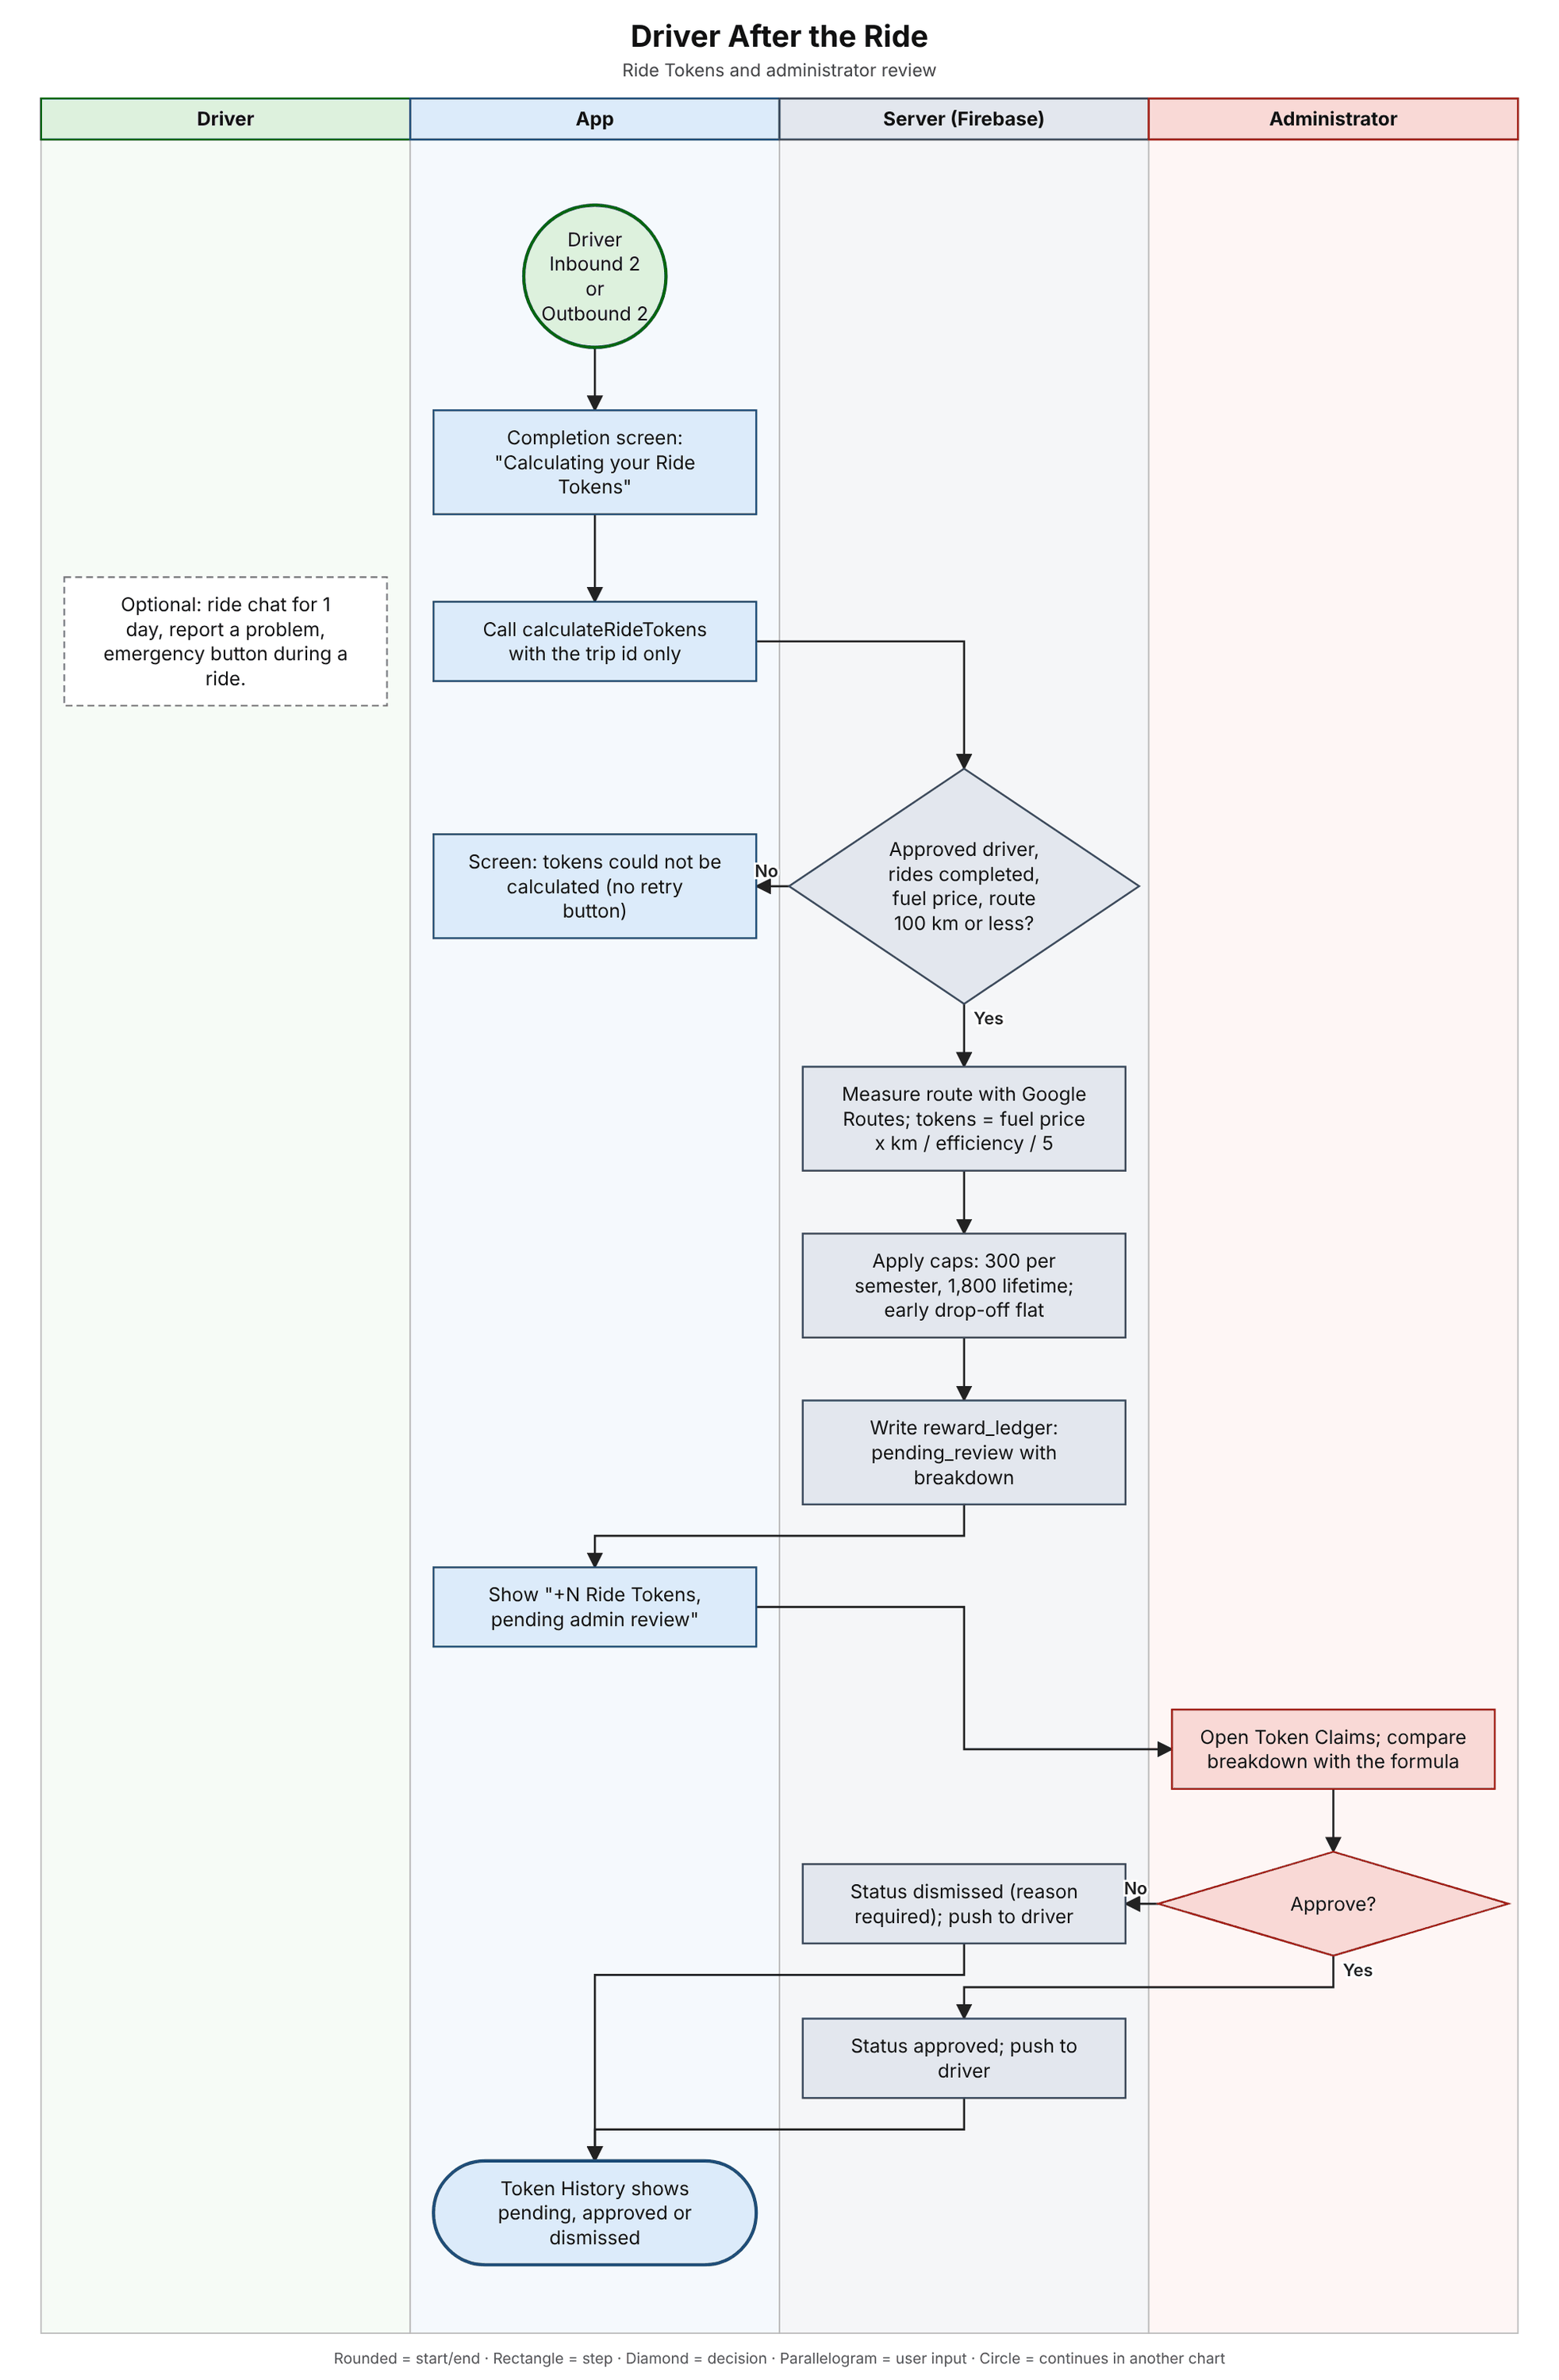 Driver After the Ride
Ride Tokens and administrator review
Driver
App
Server (Firebase)
Administrator
Driver
Inbound 2
or
Outbound 2
Completion screen:
"Calculating your Ride
Tokens"
Optional: ride chat for 1
day, report a problem,
emergency button during a
ride.
Call calculateRideTokens
with the trip id only
Approved driver,
rides completed,
fuel price, route
100 km or less?
No
Screen: tokens could not be
calculated (no retry
button)
Yes
Measure route with Google
Routes; tokens = fuel price
x km / efficiency / 5
Apply caps: 300 per
semester, 1,800 lifetime;
early drop-off flat
Write reward_ledger:
pending_review with
breakdown
Show "+N Ride Tokens,
pending admin review"
Open Token Claims; compare
breakdown with the formula
Approve?
No
Status dismissed (reason
required); push to driver
Yes
Status approved; push to
driver
Token History shows
pending, approved or
dismissed
Rounded = start/end · Rectangle = step · Diamond = decision · Parallelogram = user input · Circle = continues in another chart